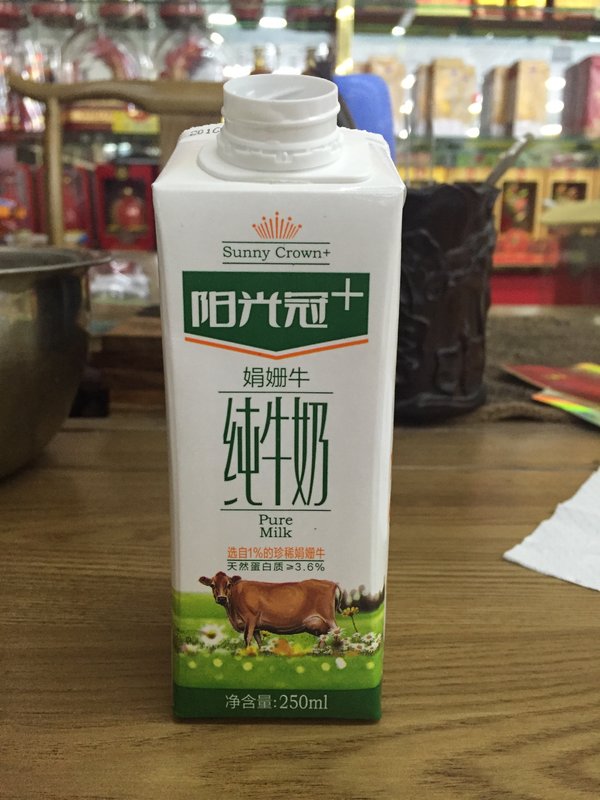 Sunny Crown+
阳光冠+
娟姗牛
纯牛奶
Pure
Milk
选自1%的珍稀娟姗牛
天然蛋白质≥3.6%
净含量:250ml